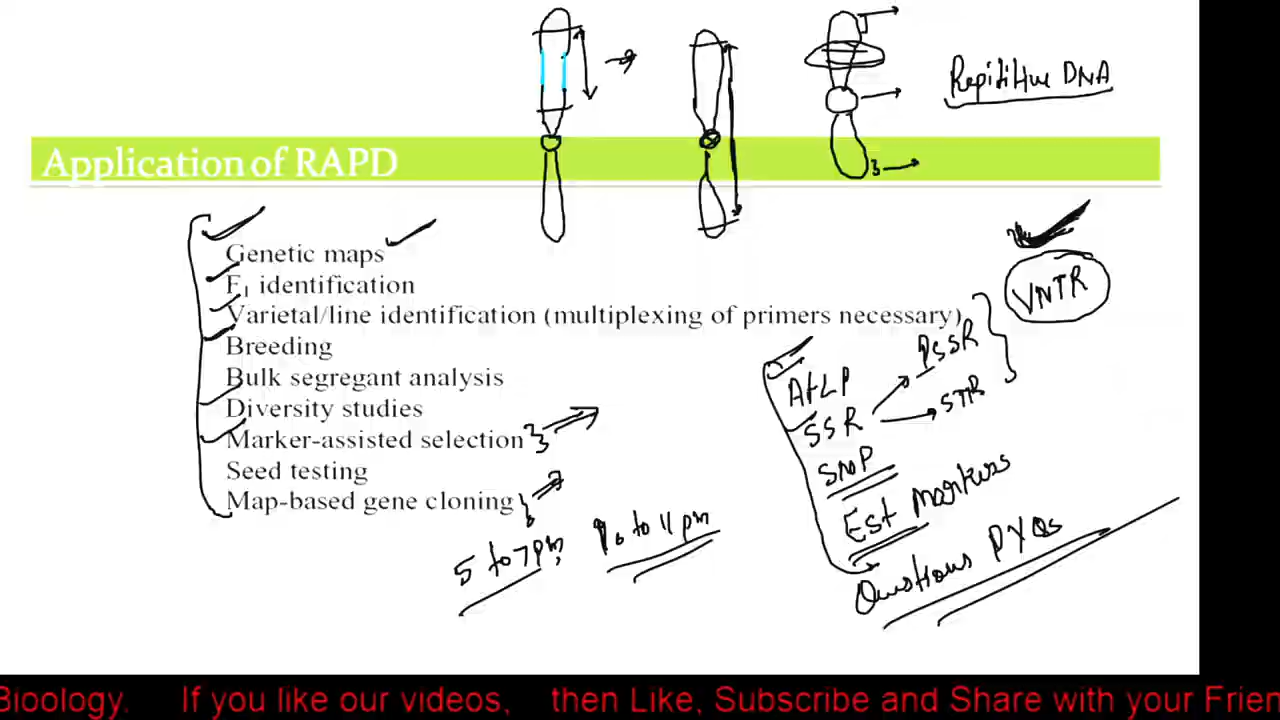 Repititive DNA
Application of RAPD
Genetic maps
F1 identification
Varietal/line identification (multiplexing of primers necessary)
Breeding
Bulk segregant analysis
Diversity studies
Marker-assisted selection
Seed testing
Map-based gene cloning
VNTR
AFLP
SSR
ISSR
STR
SNP
Est Markers
Questions PYQs
5 to 7 pm,
to 11 pm
Bioology. If you like our videos, then Like, Subscribe and Share with your Frien